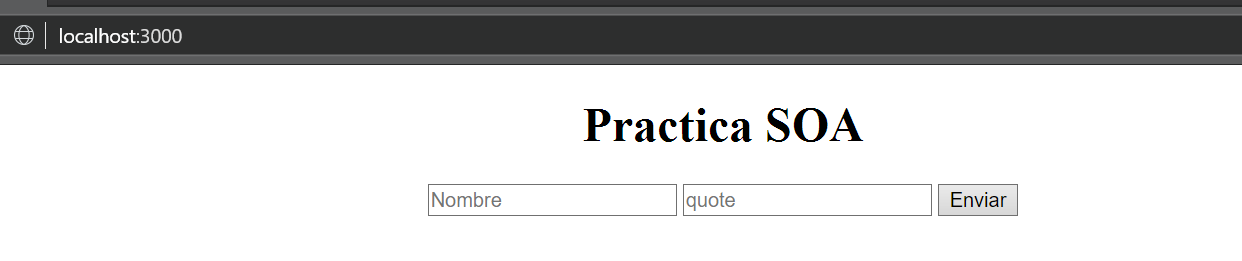 localhost:3000
Practica SOA
Nombre quote Enviar